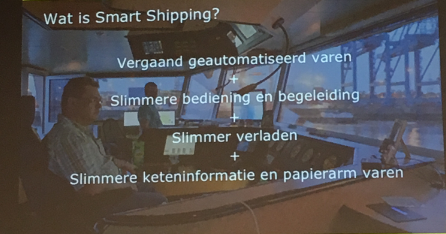 Wat is Smart Shipping?
Vergaand geautomatiseerd varen
+
Slimmere bediening en begeleiding
+
Slimmer verladen
+
Slimmere keteninformatie en papierarm varen